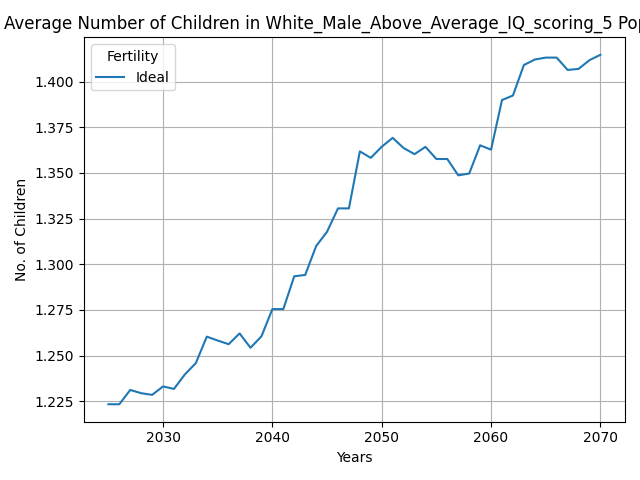 Average Number of Children in White_Male_Above_Average_IQ_scoring_5 Po
Fertility
Ideal
No. of Children
1.400
1.375
1.350
1.325
1.300
1.275
1.250
1.225
2030 2040 2050 2060 2070
Years